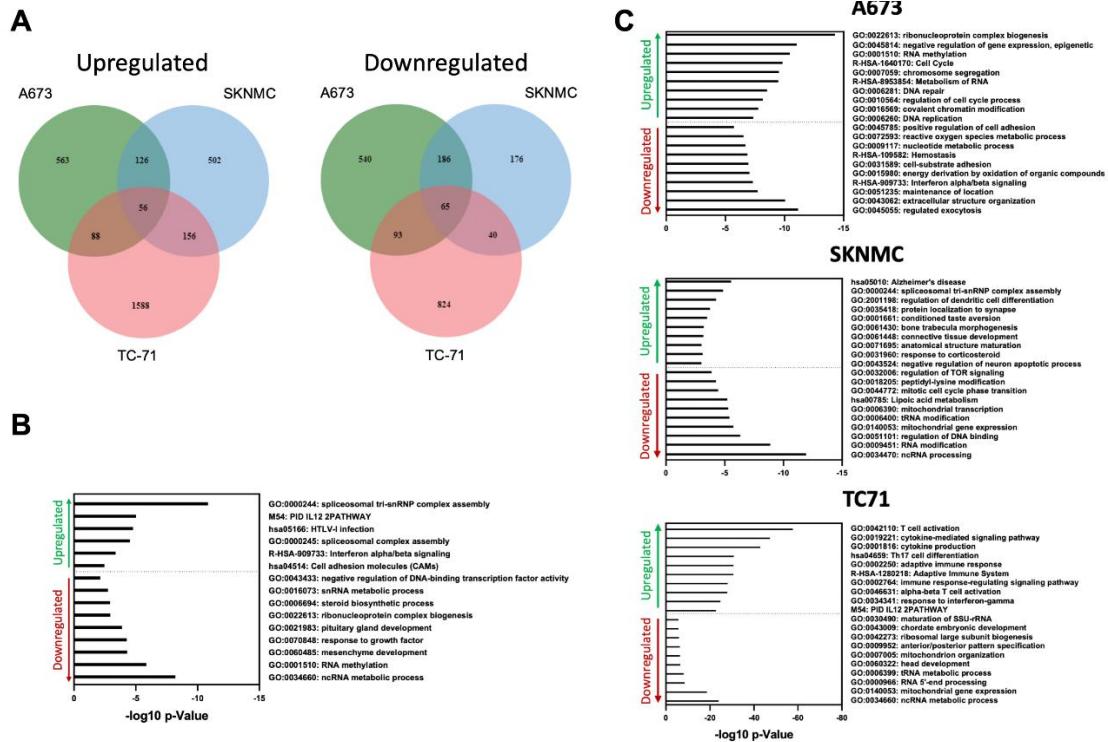 A
Upregulated
Downregulated
A673
SKNMC
A673
SKNMC
563
126
502
56
88
156
1588
540
186
176
65
93
40
824
TC-71
TC-71
B
Upregulated
Downregulated
GO:0000244: spliceosomal tri-snRNP complex assembly
M54: PID IL12 2PATHWAY
hsa05166: HTLV-I infection
GO:0000245: spliceosomal complex assembly
R-HSA-909733: Interferon alpha/beta signaling
hsa04514: Cell adhesion molecules (CAMs)
GO:0043433: negative regulation of DNA-binding transcription factor activity
GO:0016073: snRNA metabolic process
GO:0006694: steroid biosynthetic process
GO:0022613: ribonucleoprotein complex biogenesis
GO:0021983: pituitary gland development
GO:0070848: response to growth factor
GO:0060485: mesenchyme development
GO:0001510: RNA methylation
GO:0034660: ncRNA metabolic process
0 -5 -10 -15
-log10 p-Value
C
A673
Upregulated
Downregulated
GO:0022613: ribonucleoprotein complex biogenesis
GO:0045814: negative regulation of gene expression, epigenetic
GO:0001510: RNA methylation
R-HSA-1640170: Cell Cycle
GO:0007059: chromosome segregation
R-HSA-8953854: Metabolism of RNA
GO:0006281: DNA repair
GO:0010564: regulation of cell cycle process
GO:0016569: covalent chromatin modification
GO:0006260: DNA replication
GO:0045785: positive regulation of cell adhesion
GO:0072593: reactive oxygen species metabolic process
GO:0009117: nucleotide metabolic process
R-HSA-109582: Hemostasis
GO:0031589: cell-substrate adhesion
GO:0015980: energy derivation by oxidation of organic compounds
R-HSA-909733: Interferon alpha/beta signaling
GO:0051235: maintenance of location
GO:0043062: extracellular structure organization
GO:0045055: regulated exocytosis
0 -5 -10 -15
SKNMC
Upregulated
Downregulated
hsa05010: Alzheimer's disease
GO:0000244: spliceosomal tri-snRNP complex assembly
GO:2001198: regulation of dendritic cell differentiation
GO:0035418: protein localization to synapse
GO:0001661: conditioned taste aversion
GO:0061430: bone trabecula morphogenesis
GO:0061448: connective tissue development
GO:0071695: anatomical structure maturation
GO:0031960: response to corticosteroid
GO:0043524: negative regulation of neuron apoptotic process
GO:0032006: regulation of TOR signaling
GO:0018205: peptidyl-lysine modification
GO:0044772: mitotic cell cycle phase transition
hsa00785: Lipoic acid metabolism
GO:0006390: mitochondrial transcription
GO:0006400: tRNA modification
GO:0140053: mitochondrial gene expression
GO:0051101: regulation of DNA binding
GO:0009451: RNA modification
GO:0034470: ncRNA processing
0 -5 -10 -15
TC71
Upregulated
Downregulated
GO:0042110: T cell activation
GO:0019221: cytokine-mediated signaling pathway
GO:0001816: cytokine production
hsa04659: Th17 cell differentiation
GO:0002250: adaptive immune response
R-HSA-1280218: Adaptive Immune System
GO:0002764: immune response-regulating signaling pathway
GO:0046631: alpha-beta T cell activation
GO:0034341: response to interferon-gamma
M54: PID IL12 2PATHWAY
GO:0030490: maturation of SSU-rRNA
GO:0043009: chordate embryonic development
GO:0042273: ribosomal large subunit biogenesis
GO:0009952: anterior/posterior pattern specification
GO:0007005: mitochondrion organization
GO:0060322: head development
GO:0006399: tRNA metabolic process
GO:0000966: RNA 5'-end processing
GO:0140053: mitochondrial gene expression
GO:0034660: ncRNA metabolic process
0 -20 -40 -60 -80
-log10 p-Value